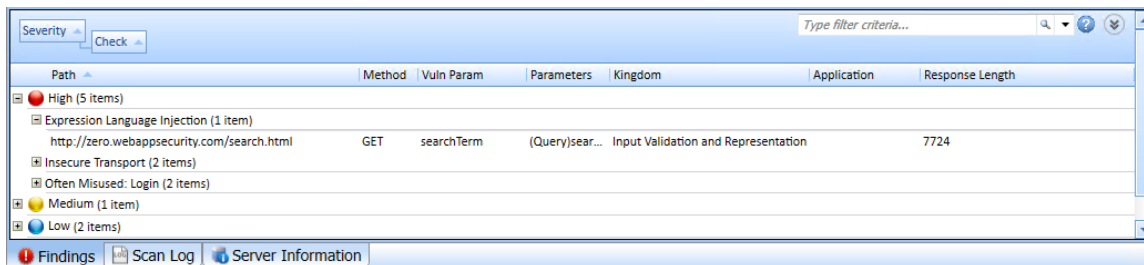 Severity
Check
Type filter criteria...
Path Method Vuln Param Parameters Kingdom Application Response Length
High (5 items)
Expression Language Injection (1 item)
http://zero.webappsecurity.com/search.html GET searchTerm (Query)sear... Input Validation and Representation 7724
Insecure Transport (2 items)
Often Misused: Login (2 items)
Medium (1 item)
Low (2 items)
Findings Scan Log Server Information